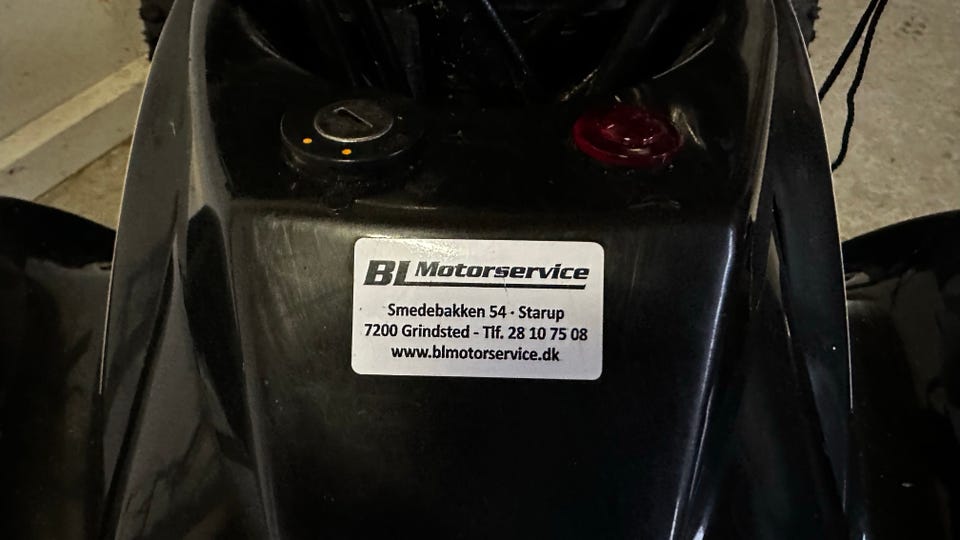 BL Motorservice
Smedebakken 54 · Starup
7200 Grindsted - Tlf. 28 10 75 08
www.blmotorservice.dk